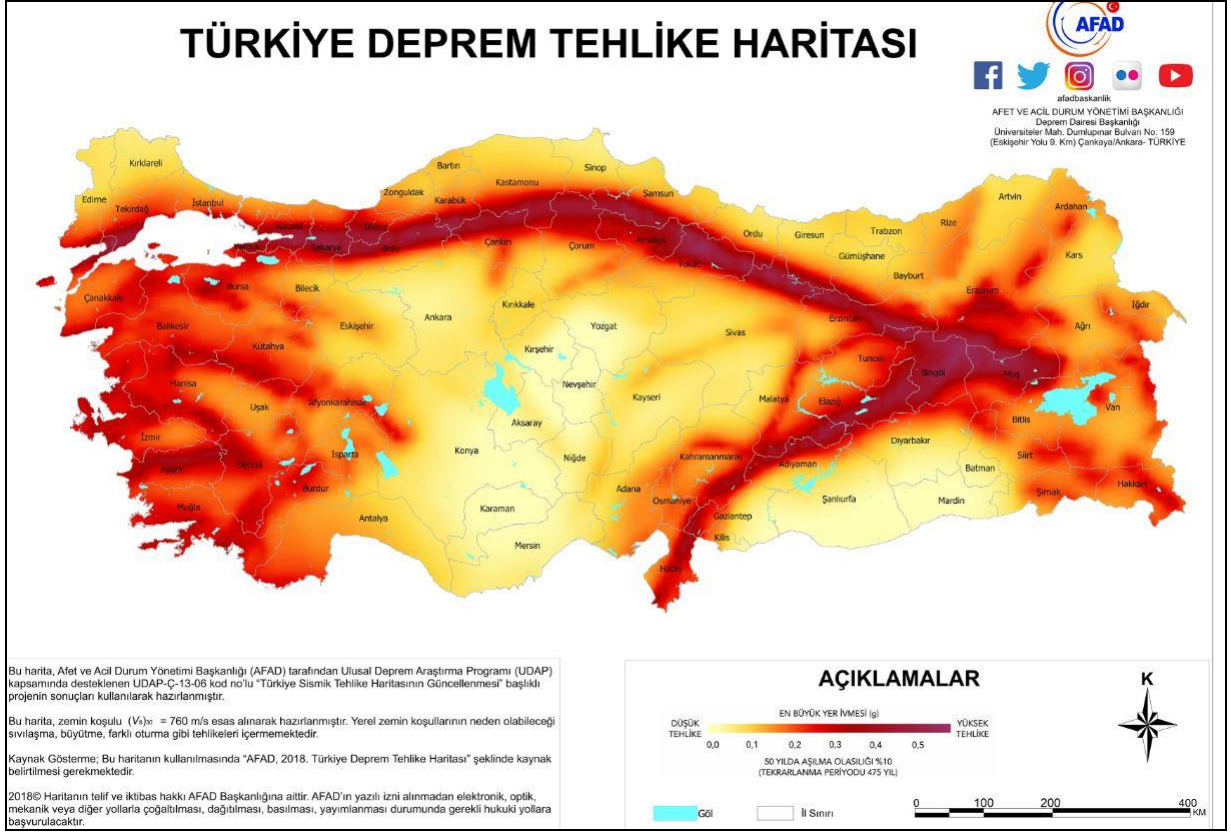 TÜRKİYE DEPREM TEHLİKE HARİTASI
AFAD
afadbaskanlik
AFET VE ACİL DURUM YÖNETİMİ BAŞKANLIĞI
Deprem Dairesi Başkanlığı
Üniversiteler Mah. Dumlupınar Bulvarı No: 159
(Eskişehir Yolu 9. Km) Çankaya/Ankara- TÜRKİYE
Kırklareli
Edirne
Tekirdağ
İstanbul
Kocaeli
Yalova
Sakarya
Düzce
Bolu
Zonguldak
Bartın
Karabük
Kastamonu
Sinop
Samsun
Çankırı
Çorum
Amasya
Tokat
Ordu
Giresun
Trabzon
Gümüşhane
Rize
Bayburt
Artvin
Ardahan
Kars
Erzurum
Iğdır
Ağrı
Çanakkale
Bursa
Bilecik
Balıkesir
Kütahya
Eskişehir
Ankara
Kırıkkale
Yozgat
Kırşehir
Sivas
Erzincan
Tunceli
Bingöl
Muş
Manisa
Uşak
Afyonkarahisar
Nevşehir
Kayseri
Malatya
Elazığ
Bitlis
Van
İzmir
Aydın
Denizli
Isparta
Burdur
Konya
Aksaray
Niğde
Kahramanmaraş
Adıyaman
Diyarbakır
Batman
Siirt
Şırnak
Hakkari
Muğla
Antalya
Karaman
Mersin
Adana
Osmaniye
Gaziantep
Kilis
Hatay
Şanlıurfa
Mardin
Bu harita, Afet ve Acil Durum Yönetimi Başkanlığı (AFAD) tarafından Ulusal Deprem Araştırma Programı (UDAP)
kapsamında desteklenen UDAP-Ç-13-06 kod no'lu "Türkiye Sismik Tehlike Haritasının Güncellenmesi" başlıklı
projenin sonuçları kullanılarak hazırlanmıştır.
Bu harita, zemin koşulu (Vs)30 = 760 m/s esas alınarak hazırlanmıştır. Yerel zemin koşullarının neden olabileceği
sıvılaşma, büyütme, farklı oturma gibi tehlikeleri içermemektedir.
Kaynak Gösterme; Bu haritanın kullanılmasında "AFAD, 2018. Türkiye Deprem Tehlike Haritası" şeklinde kaynak
belirtilmesi gerekmektedir.
2018© Haritanın telif ve iktibas hakkı AFAD Başkanlığına aittir. AFAD'ın yazılı izni alınmadan elektronik, optik,
mekanik veya diğer yollarla çoğaltılması, dağıtılması, basılması, yayımlanması durumunda gerekli hukuki yollara
başvurulacaktır.
AÇIKLAMALAR
EN BÜYÜK YER İVMESİ (g)
DÜŞÜK
TEHLİKE
YÜKSEK
TEHLİKE
0,0 0,1 0,2 0,3 0,4 0,5
50 YILDA AŞILMA OLASILIĞI %10
(TEKRARLANMA PERİYODU 475 YIL)
Göl
İl Sınırı
K
0 100 200 400
KM